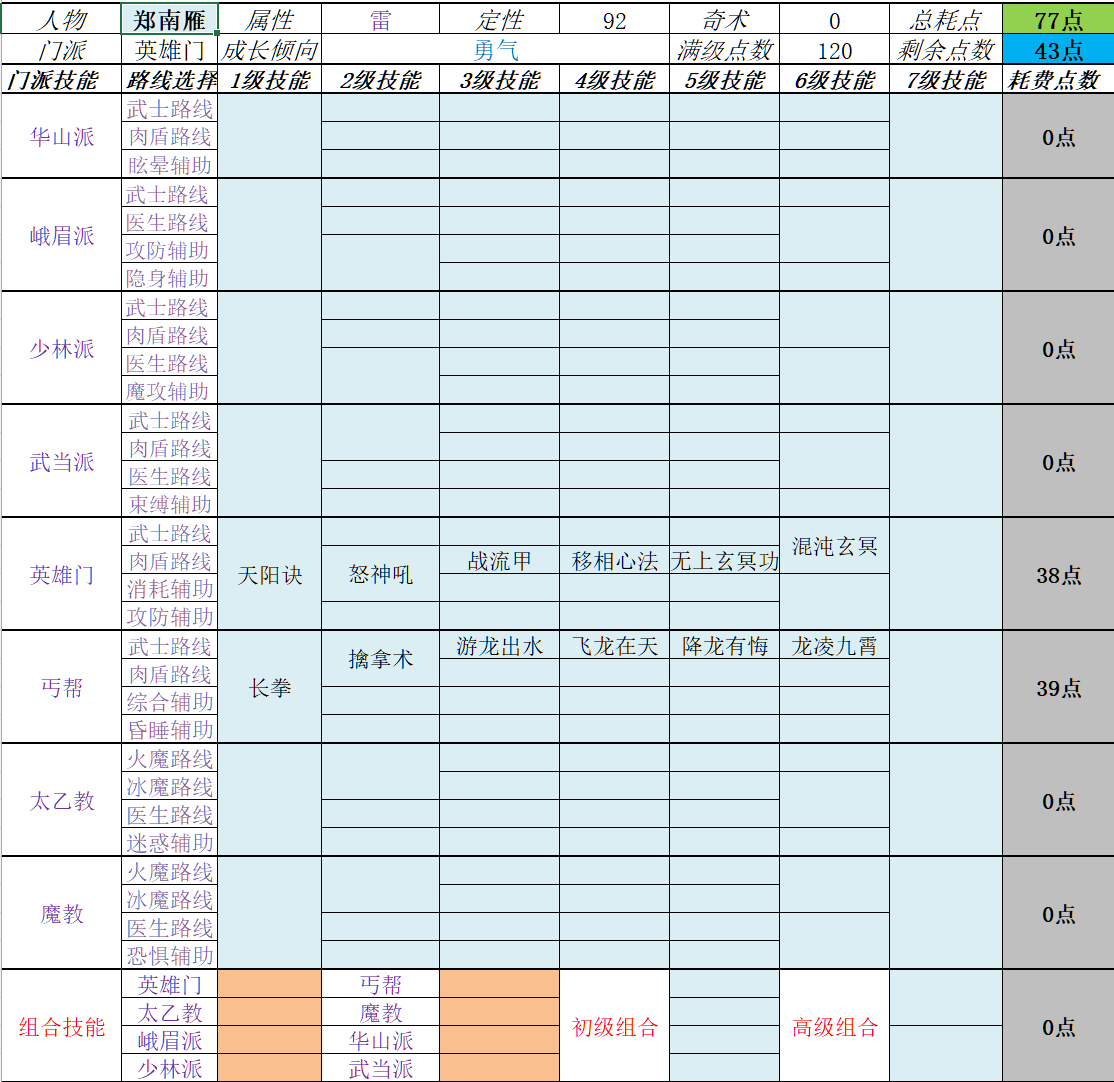 人物 郑南雁 属性 雷 定性 92 奇术 0 总耗点 77点
门派 英雄门 成长倾向 勇气 满级点数 120 剩余点数 43点
门派技能 路线选择 1级技能 2级技能 3级技能 4级技能 5级技能 6级技能 7级技能 耗费点数
华山派 武士路线 0点
肉盾路线
眩晕辅助
峨眉派 武士路线 0点
医生路线
攻防辅助
隐身辅助
少林派 武士路线 0点
肉盾路线
医生路线
魔攻辅助
武当派 武士路线 0点
肉盾路线
医生路线
束缚辅助
英雄门 武士路线 天阳诀 怒神吼 混沌玄冥 38点
肉盾路线 战流甲 移相心法 无上玄冥功
消耗辅助
攻防辅助
丐帮 武士路线 长拳 擒拿术 游龙出水 飞龙在天 降龙有悔 龙凌九霄 39点
肉盾路线
综合辅助
昏睡辅助
太乙教 火魔路线 0点
冰魔路线
医生路线
迷惑辅助
魔教 火魔路线 0点
冰魔路线
医生路线
恐惧辅助
组合技能 英雄门 丐帮 初级组合 高级组合 0点
太乙教 魔教
峨眉派 华山派
少林派 武当派